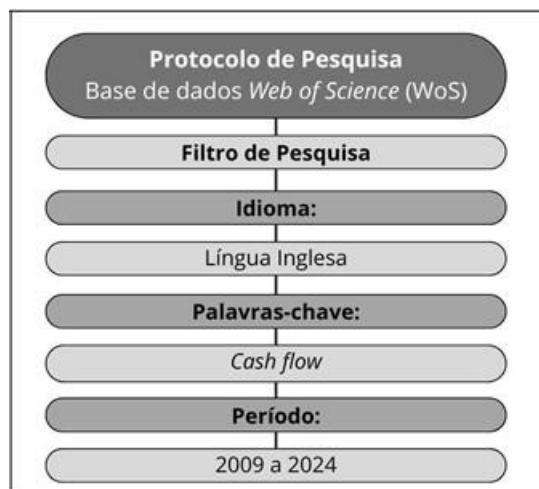 Protocolo de Pesquisa
Base de dados Web of Science (WoS)
Filtro de Pesquisa
Idioma:
Língua Inglesa
Palavras-chave:
Cash flow
Período:
2009 a 2024